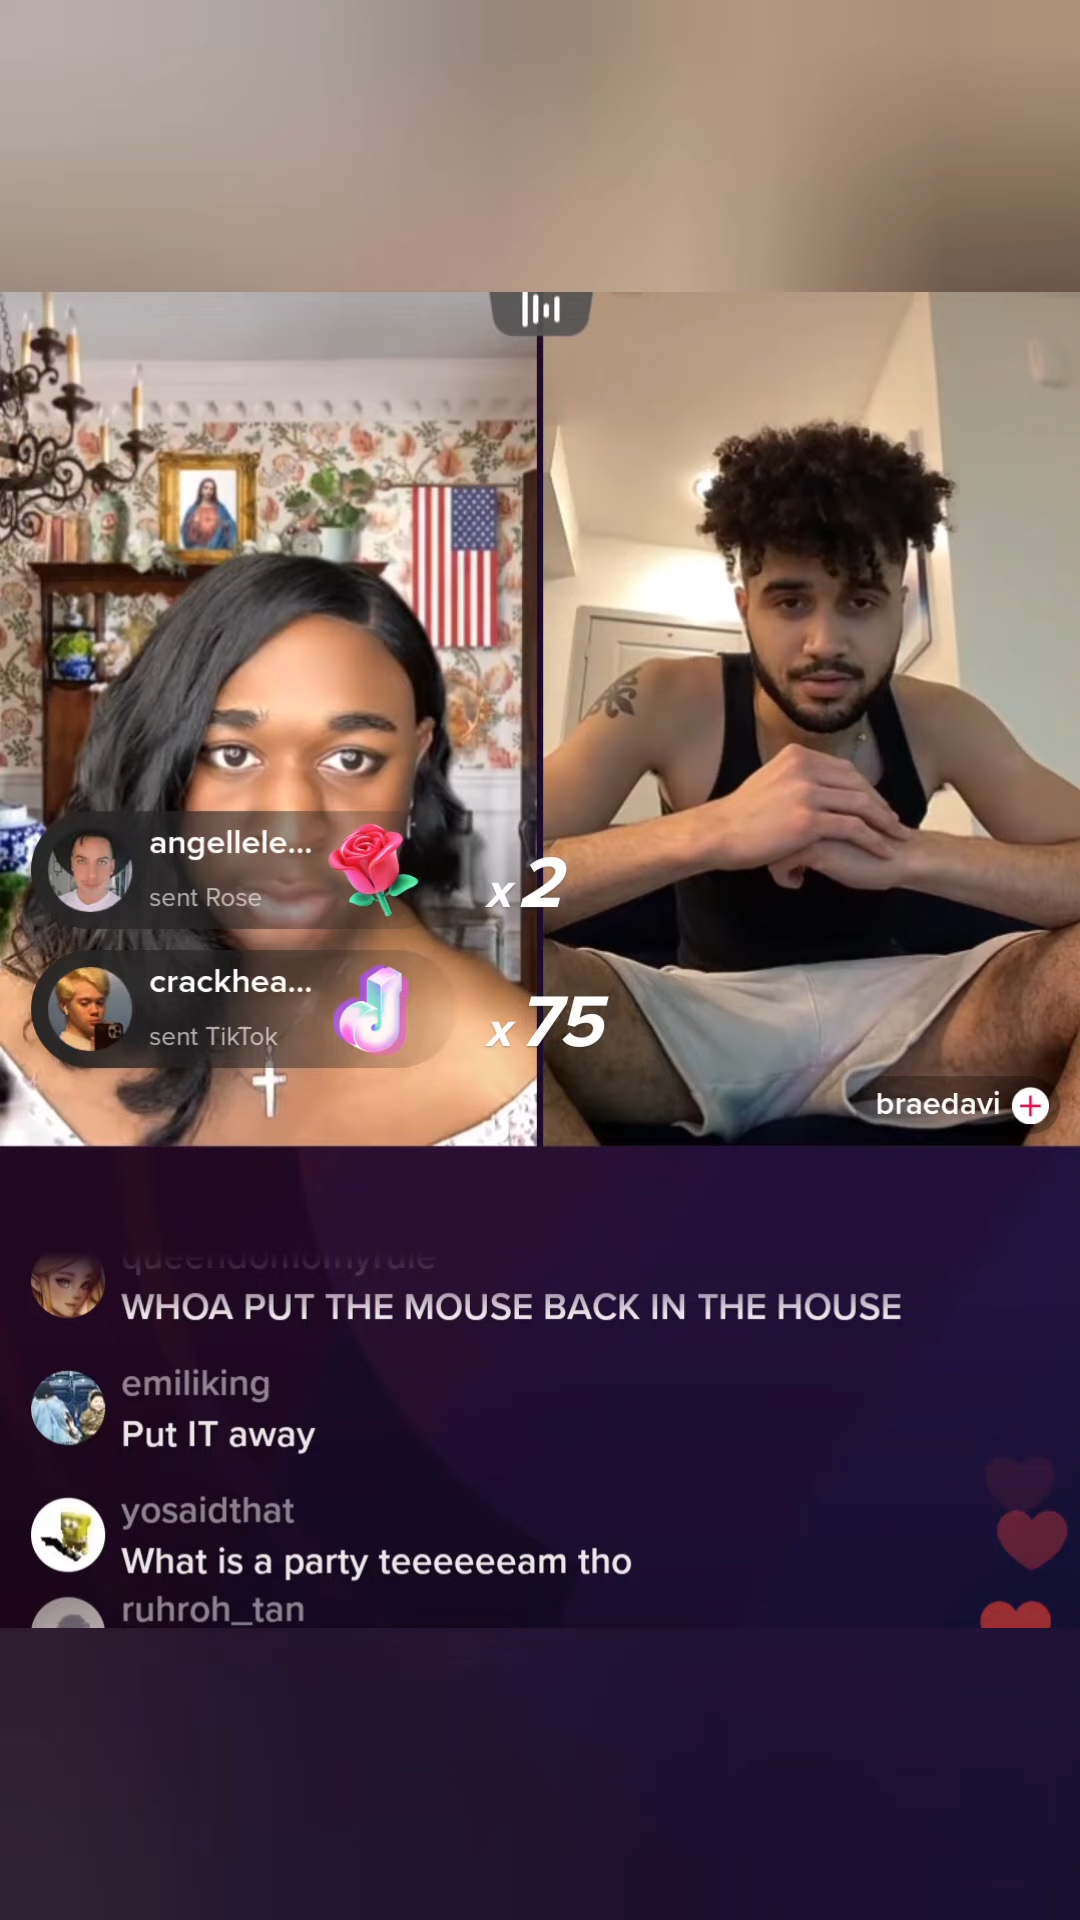 angellele...
sent Rose
x2
crackhea...
sent TikTok
x75
braedavi
queendomomyrule
WHOA PUT THE MOUSE BACK IN THE HOUSE
emiliking
Put IT away
yosaidthat
What is a party teeeeeeam tho
ruhroh_tan